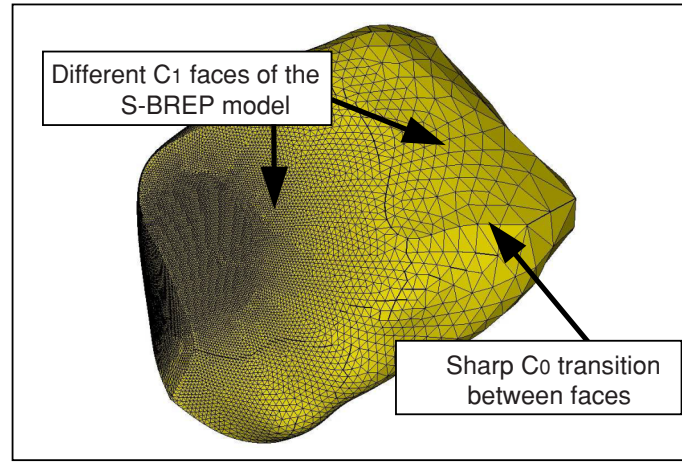 Different C1 faces of the
S-BREP model
Sharp C0 transition
between faces